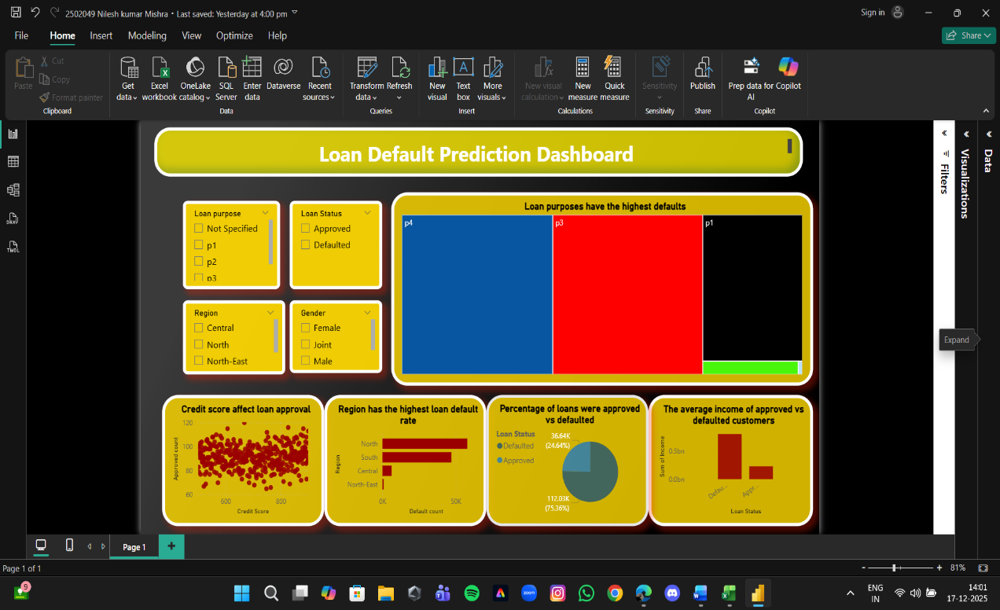 2502049 Nilesh kumar Mishra • Last saved: Yesterday at 4:00 pm
Sign in
File Home Insert Modeling View Optimize Help
Share
Paste
Cut
Copy
Format painter
Clipboard
Get data
Excel workbook
OneLake catalog
SQL Server
Enter data
Dataverse
Recent sources
Data
Transform data
Refresh
Queries
New visual
Text box
More visuals
Insert
New visual calculation
New measure
Quick measure
Calculations
Sensitivity
Sensitivity
Publish
Share
Prep data for AI
Copilot
Copilot
Loan Default Prediction Dashboard
Loan purpose
Not Specified
p1
p2
p3
Loan Status
Approved
Defaulted
Region
Central
North
North-East
Gender
Female
Joint
Male
Loan purposes have the highest defaults
p4
p3
p1
Credit score affect loan approval
Approved count
120
100
80
60
600
800
Credit Score
Region has the highest loan default
rate
Region
North
South
Central
North-East
0K
50K
Default count
Percentage of loans were approved
vs defaulted
Loan Status
Defaulted
Approved
36.64K
(24.64%)
112.03K
(75.36%)
The average income of approved vs
defaulted customers
Sum of Income
0.5bn
0.0bn
Defau...
Appr...
Loan Status
Filters
Visualizations
Data
Expand
Page 1
+
Page 1 of 1
- + 81%
9
zoom
ENG
IN
14:01
17-12-2025